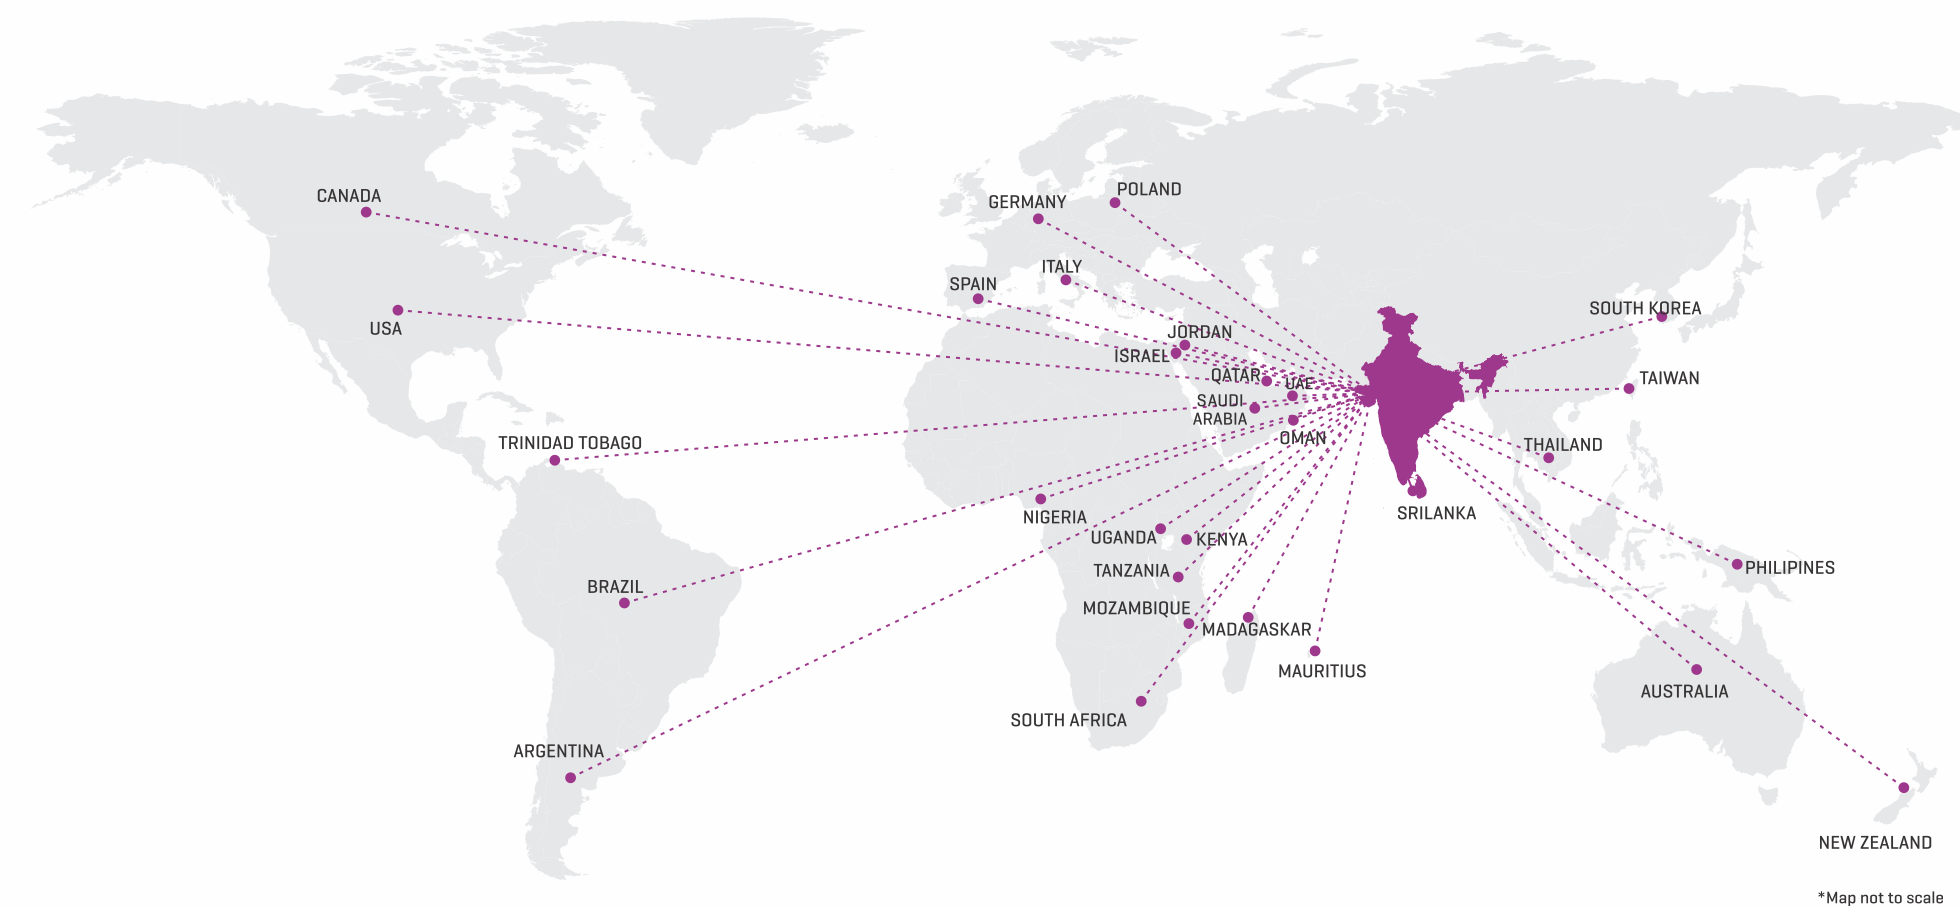 CANADA
POLAND
GERMANY
ITALY
SPAIN
SOUTH KOREA
USA
JORDAN
ISRAEL
QATAR
UAE
TAIWAN
SAUDI
ARABIA
OMAN
TRINIDAD TOBAGO
THAILAND
NIGERIA
SRILANKA
UGANDA
KENYA
TANZANIA
PHILIPINES
BRAZIL
MOZAMBIQUE
MADAGASKAR
MAURITIUS
AUSTRALIA
SOUTH AFRICA
ARGENTINA
NEW ZEALAND
*Map not to scale